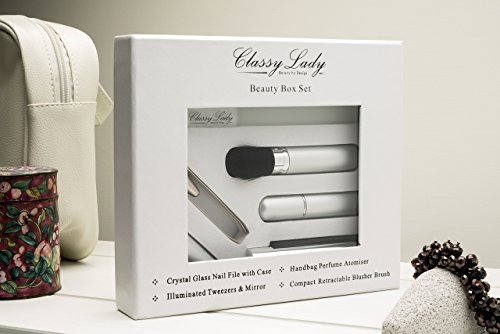 Classy Lady
Beauty by Design
Beauty Box Set
Classy Lady
Crystal Glass Nail File with Case
Illuminated Tweezers & Mirror
Handbag Perfume Atomiser
Compact Retractable Blusher Brush